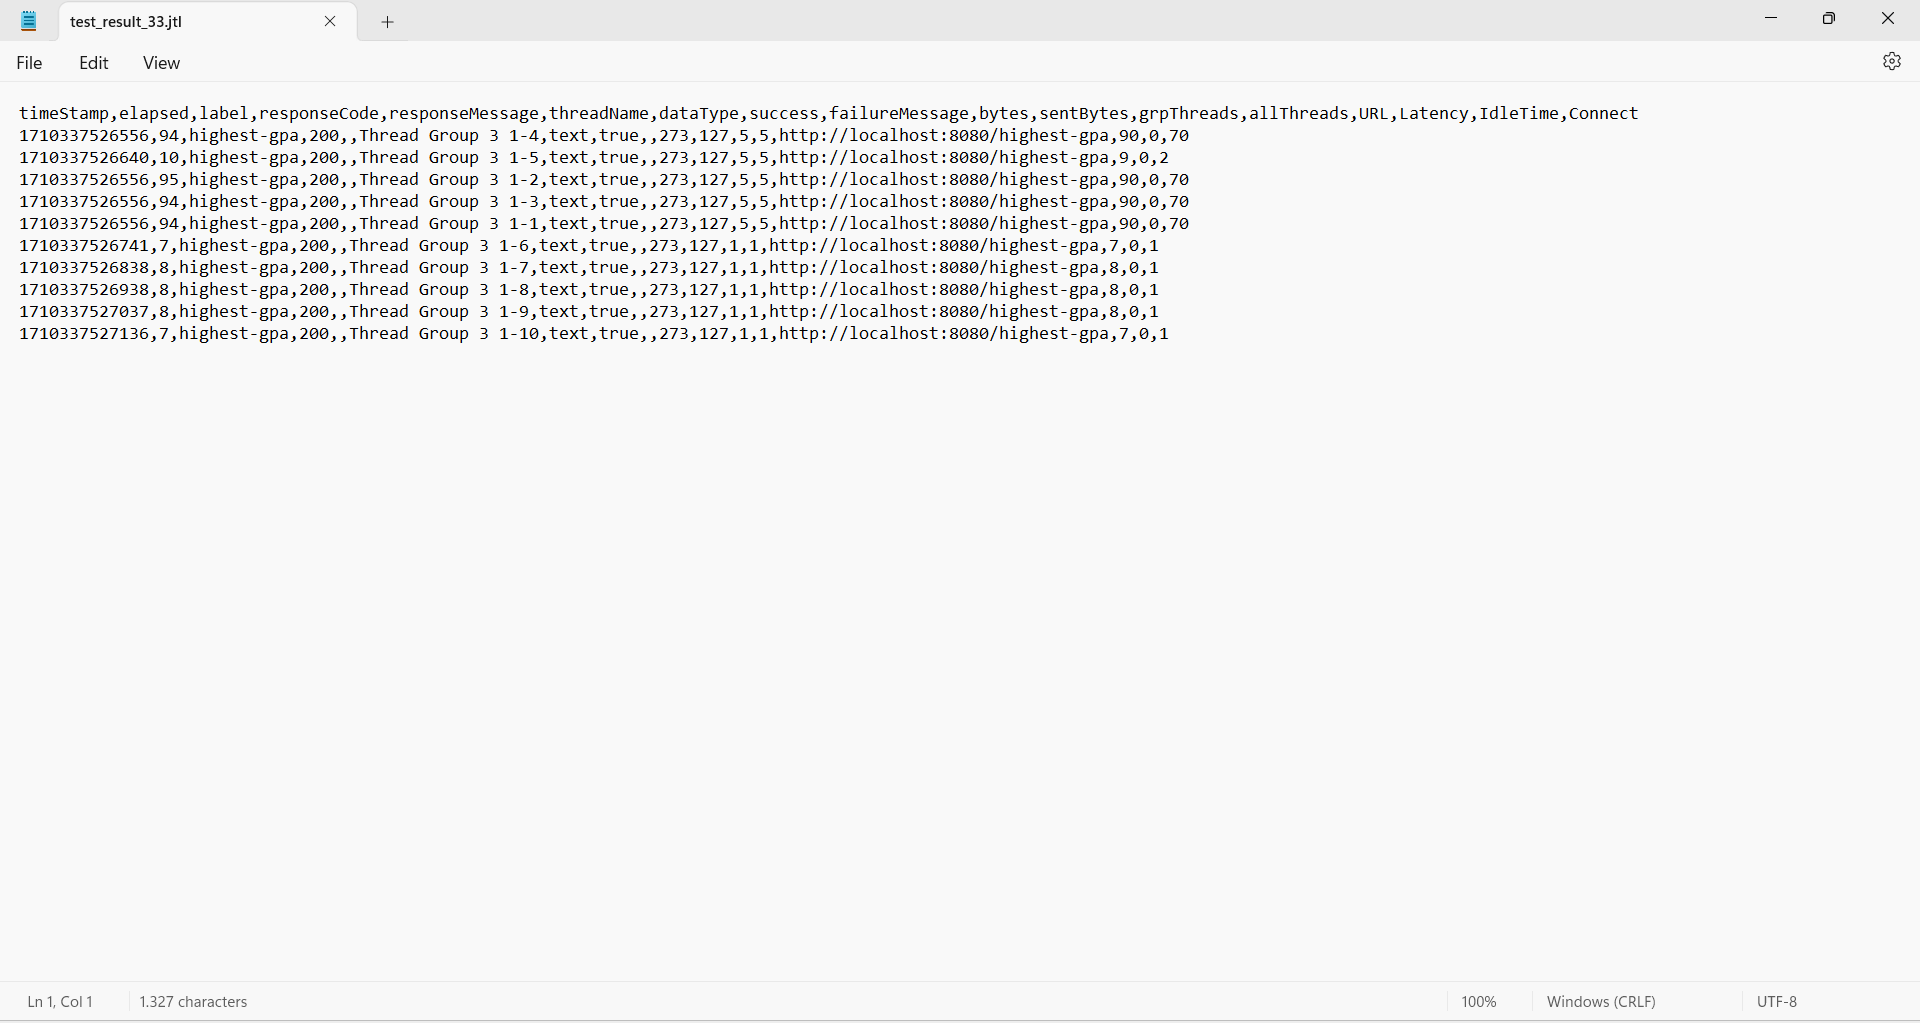 test_result_33.jtl
File Edit View
timeStamp,elapsed,label,responseCode,responseMessage,threadName,dataType,success,failureMessage,bytes,sentBytes,grpThreads,allThreads,URL,Latency,IdleTime,Connect
1710337526556,94,highest-gpa,200,,Thread Group 3 1-4,text,true,,273,127,5,5,http://localhost:8080/highest-gpa,90,0,70
1710337526640,10,highest-gpa,200,,Thread Group 3 1-5,text,true,,273,127,5,5,http://localhost:8080/highest-gpa,9,0,2
1710337526556,95,highest-gpa,200,,Thread Group 3 1-2,text,true,,273,127,5,5,http://localhost:8080/highest-gpa,90,0,70
1710337526556,94,highest-gpa,200,,Thread Group 3 1-3,text,true,,273,127,5,5,http://localhost:8080/highest-gpa,90,0,70
1710337526556,94,highest-gpa,200,,Thread Group 3 1-1,text,true,,273,127,5,5,http://localhost:8080/highest-gpa,90,0,70
1710337526741,7,highest-gpa,200,,Thread Group 3 1-6,text,true,,273,127,1,1,http://localhost:8080/highest-gpa,7,0,1
1710337526838,8,highest-gpa,200,,Thread Group 3 1-7,text,true,,273,127,1,1,http://localhost:8080/highest-gpa,8,0,1
1710337526938,8,highest-gpa,200,,Thread Group 3 1-8,text,true,,273,127,1,1,http://localhost:8080/highest-gpa,8,0,1
1710337527037,8,highest-gpa,200,,Thread Group 3 1-9,text,true,,273,127,1,1,http://localhost:8080/highest-gpa,8,0,1
1710337527136,7,highest-gpa,200,,Thread Group 3 1-10,text,true,,273,127,1,1,http://localhost:8080/highest-gpa,7,0,1
Ln 1, Col 1 1.327 characters 100% Windows (CRLF) UTF-8